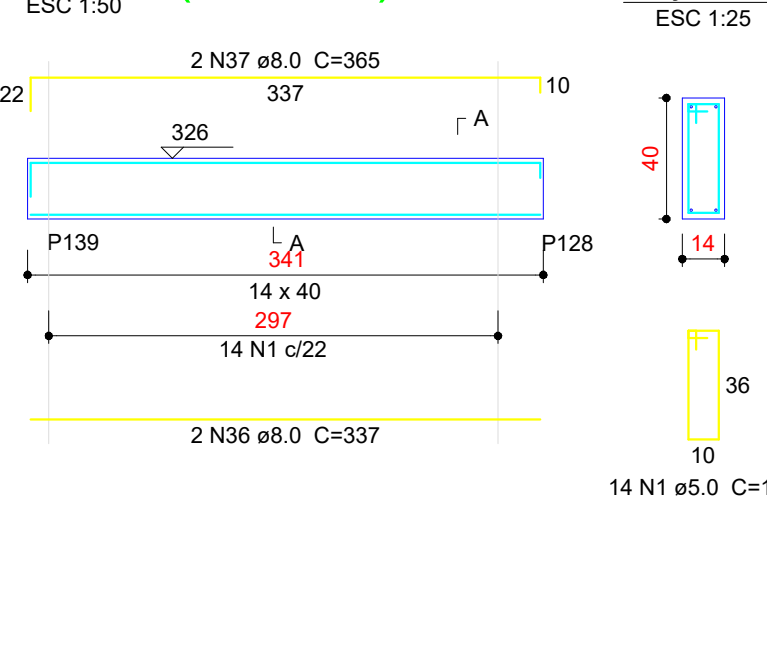 ESC 1:50
ESC 1:25
2 N37 ø8.0 C=365
22
337
10
A
326
40
P139
A
P128
341
14
14 x 40
297
14 N1 c/22
36
2 N36 ø8.0 C=337
10
14 N1 ø5.0 C=1